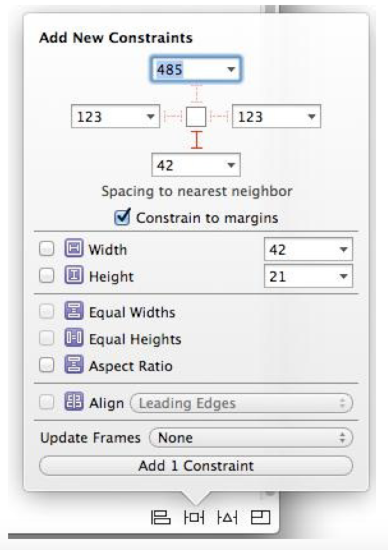 Add New Constraints
485
123 123
42
Spacing to nearest neighbor
Constrain to margins
Width 42
Height 21
Equal Widths
Equal Heights
Aspect Ratio
Align Leading Edges
Update Frames None
Add 1 Constraint